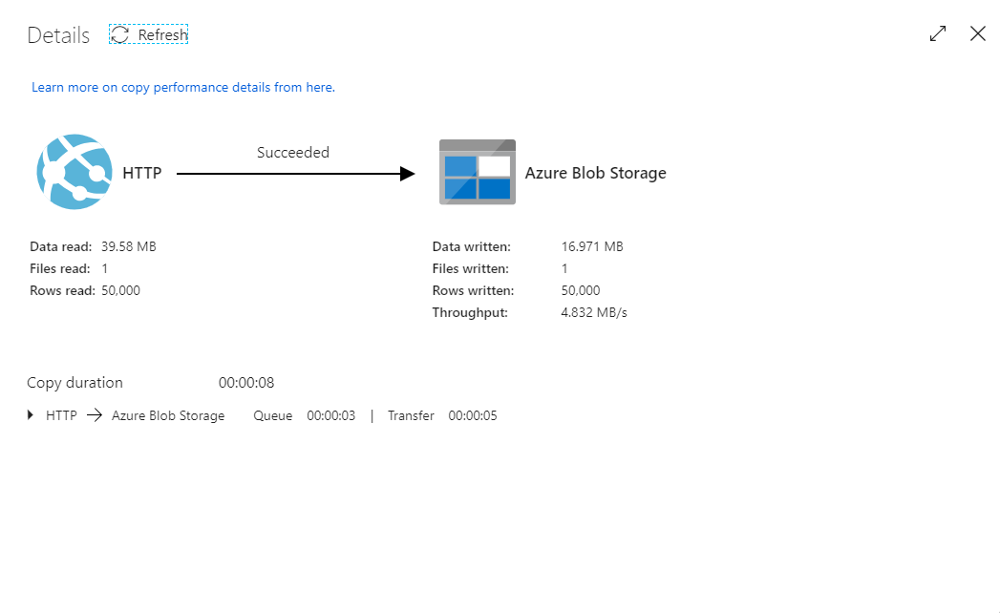 Details Refresh
Learn more on copy performance details from here.
Succeeded
HTTP Azure Blob Storage
Data read: 39.58 MB Data written: 16.971 MB
Files read: 1 Files written: 1
Rows read: 50,000 Rows written: 50,000
Throughput: 4.832 MB/s
Copy duration 00:00:08
HTTP → Azure Blob Storage Queue 00:00:03 | Transfer 00:00:05